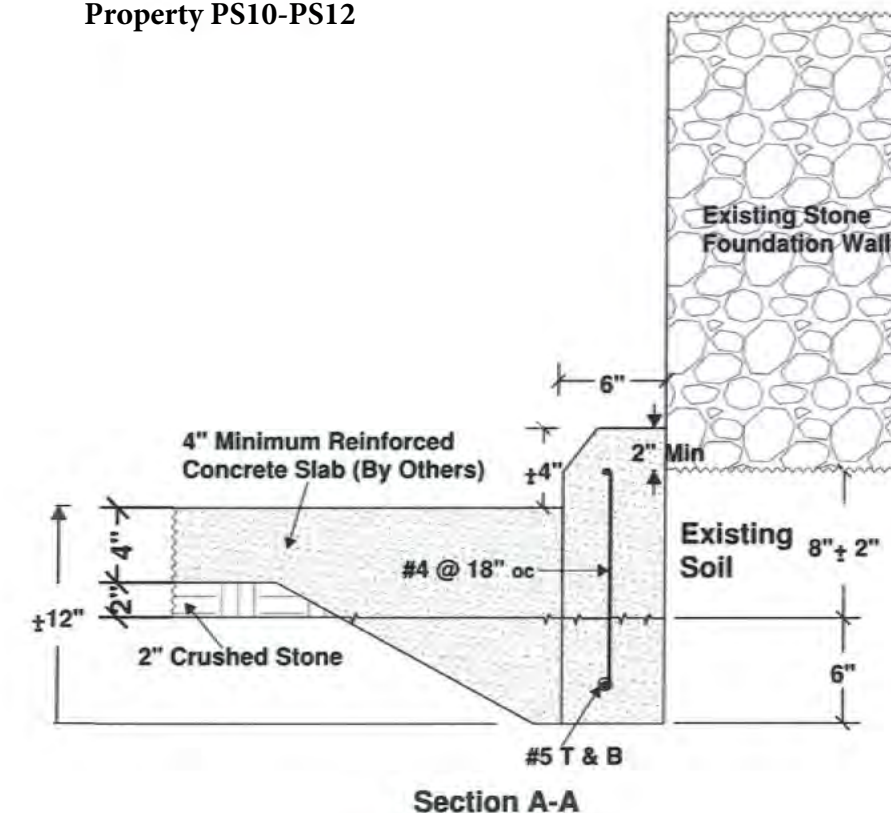 Property PS10-PS12
Existing Stone
Foundation Wall
6"
4" Minimum Reinforced
Concrete Slab (By Others)
±4"
2" Min
4"
#4 @ 18" oc
Existing
Soil
8"± 2"
2"
±12"
2" Crushed Stone
6"
#5 T & B
Section A-A